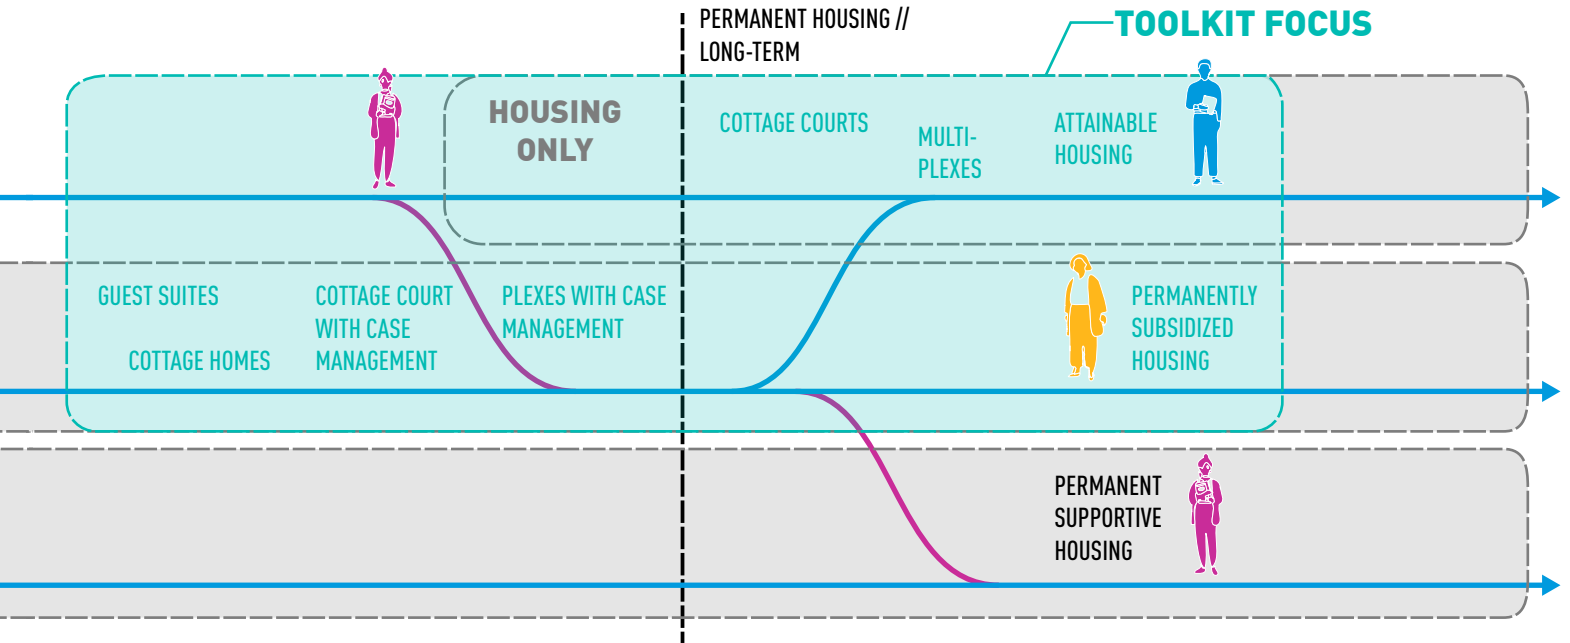 PERMANENT HOUSING //
LONG-TERM
TOOLKIT FOCUS
HOUSING
ONLY
COTTAGE COURTS
MULTI-
PLEXES
ATTAINABLE
HOUSING
GUEST SUITES
COTTAGE HOMES
COTTAGE COURT
WITH CASE
MANAGEMENT
PLEXES WITH CASE
MANAGEMENT
PERMANENTLY
SUBSIDIZED
HOUSING
PERMANENT
SUPPORTIVE
HOUSING